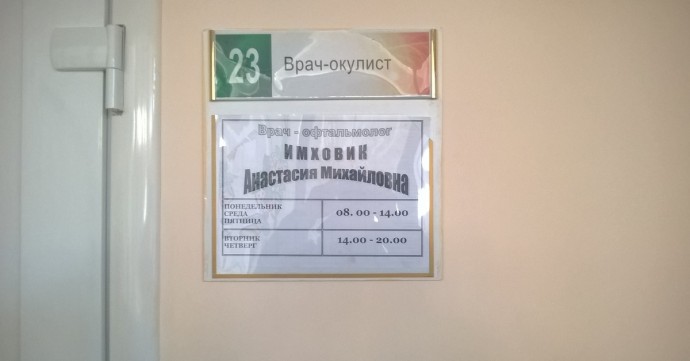 23 Врач-окулист
Врач - офтальмолог
ИМХОВИК
АНАСТАСИЯ МИХАЙЛОВНА
ПОНЕДЕЛЬНИК
СРЕДА
ПЯТНИЦА
08. 00 - 14.00
ВТОРНИК
ЧЕТВЕРГ
14.00 - 20.00